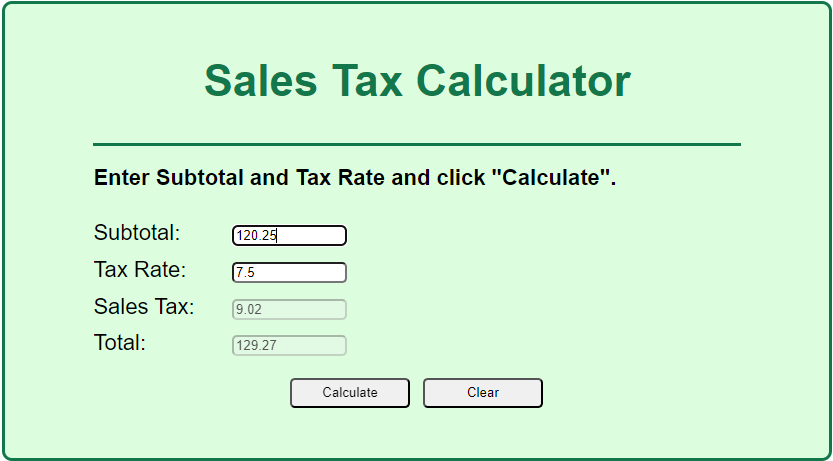 Sales Tax Calculator
Enter Subtotal and Tax Rate and click "Calculate".
Subtotal: 120.25
Tax Rate: 7.5
Sales Tax: 9.02
Total: 129.27
Calculate Clear